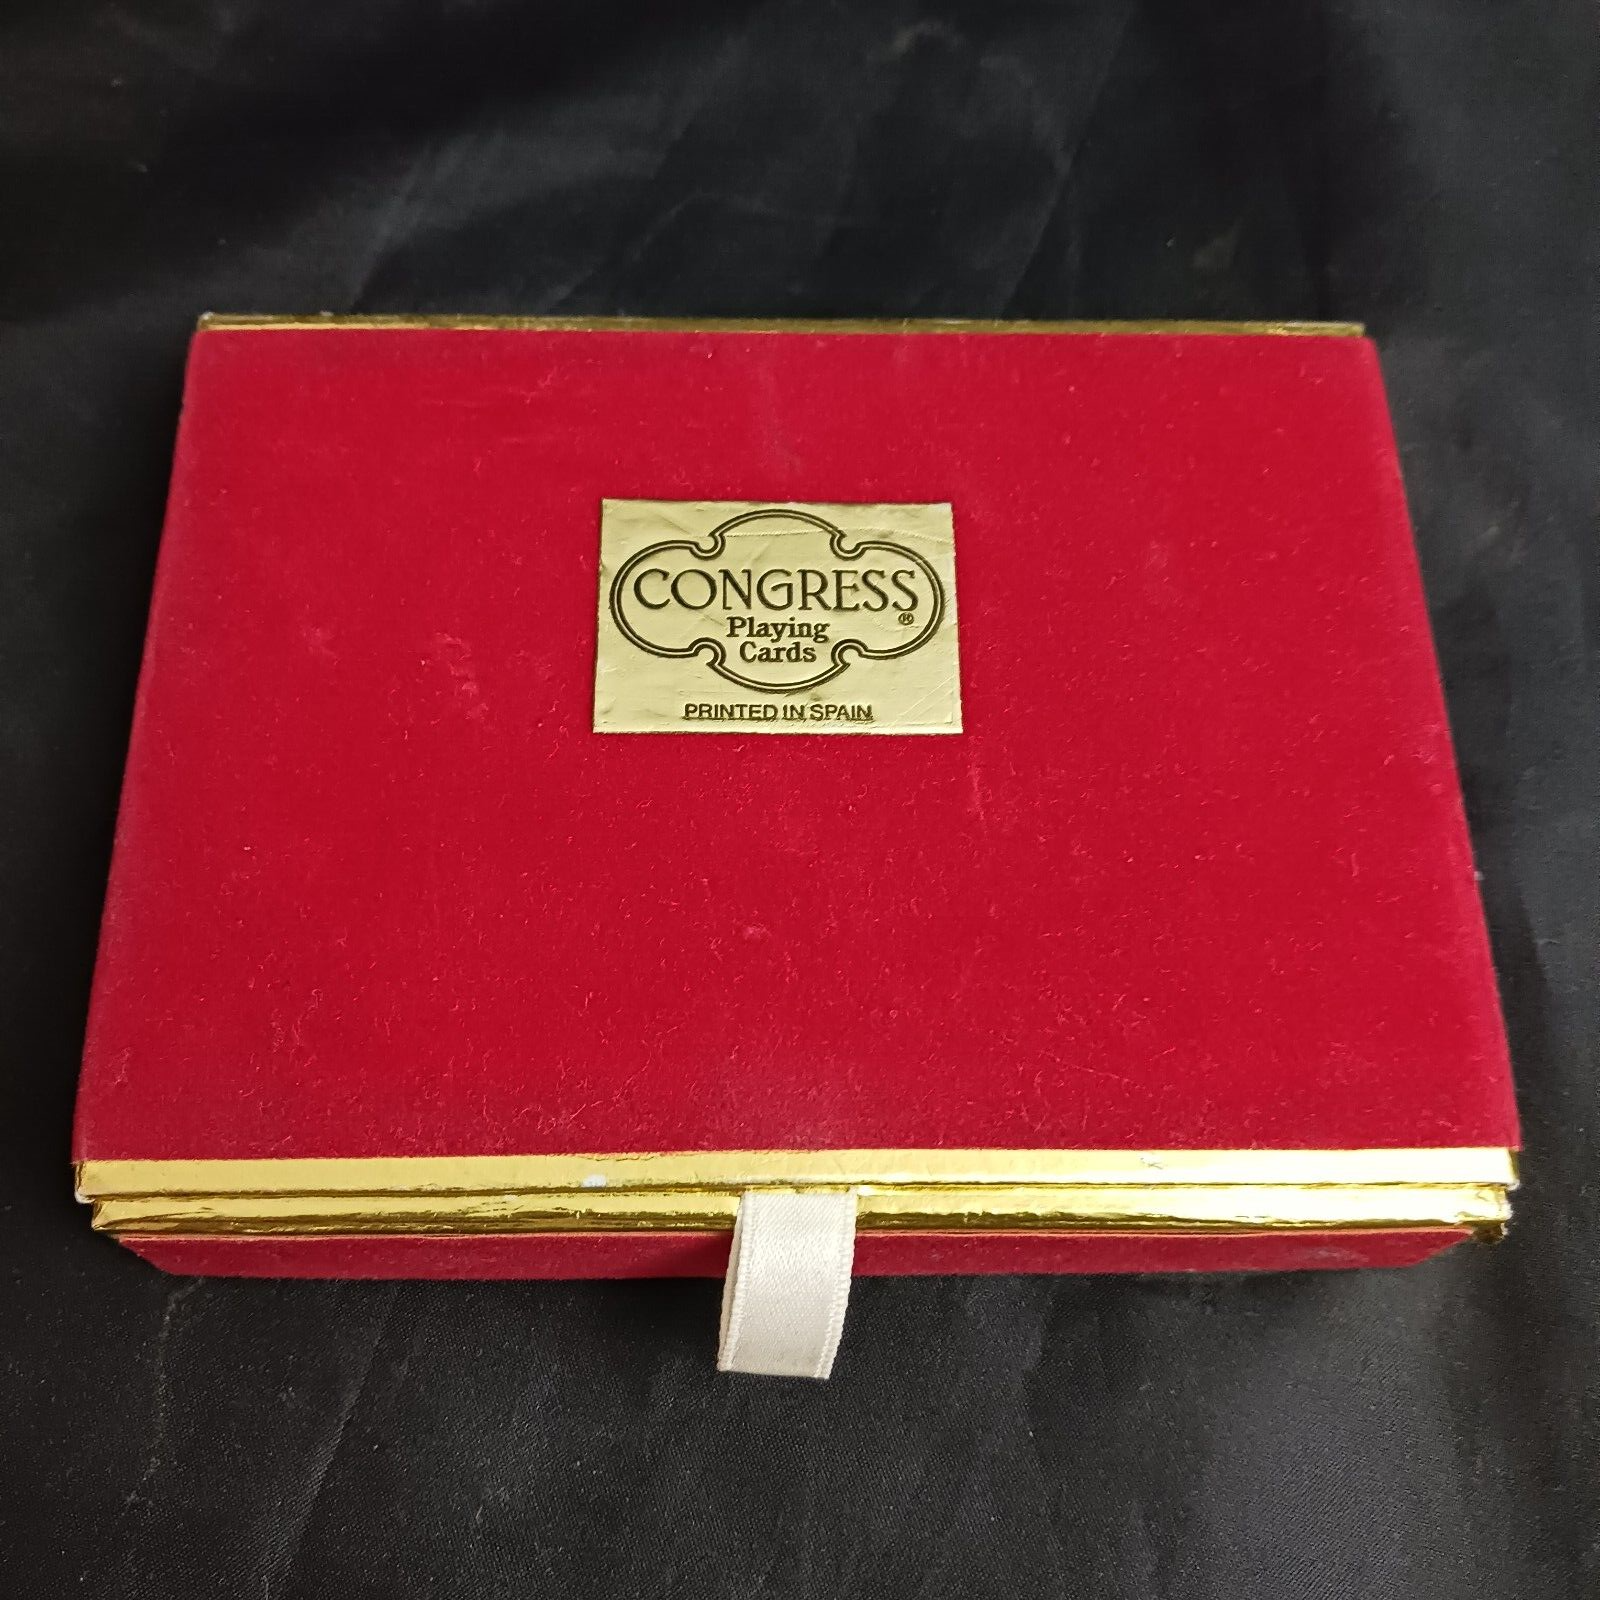 CONGRESS®
Playing
Cards
PRINTED IN SPAIN